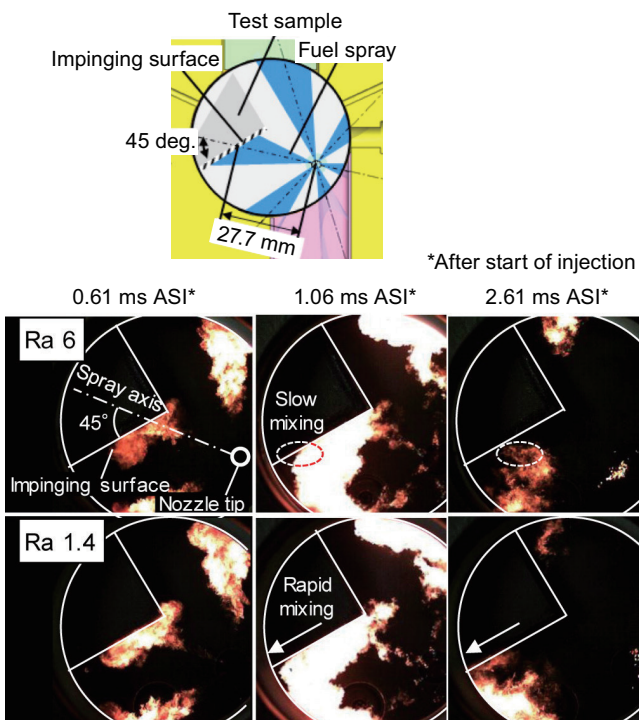 Test sample
Fuel spray
Impinging surface
45 deg.
27.7 mm
*After start of injection
0.61 ms ASI*
1.06 ms ASI*
2.61 ms ASI*
Ra 6
Spray axis
45°
Impinging surface
Nozzle tip
Slow
mixing
Ra 1.4
Rapid
mixing